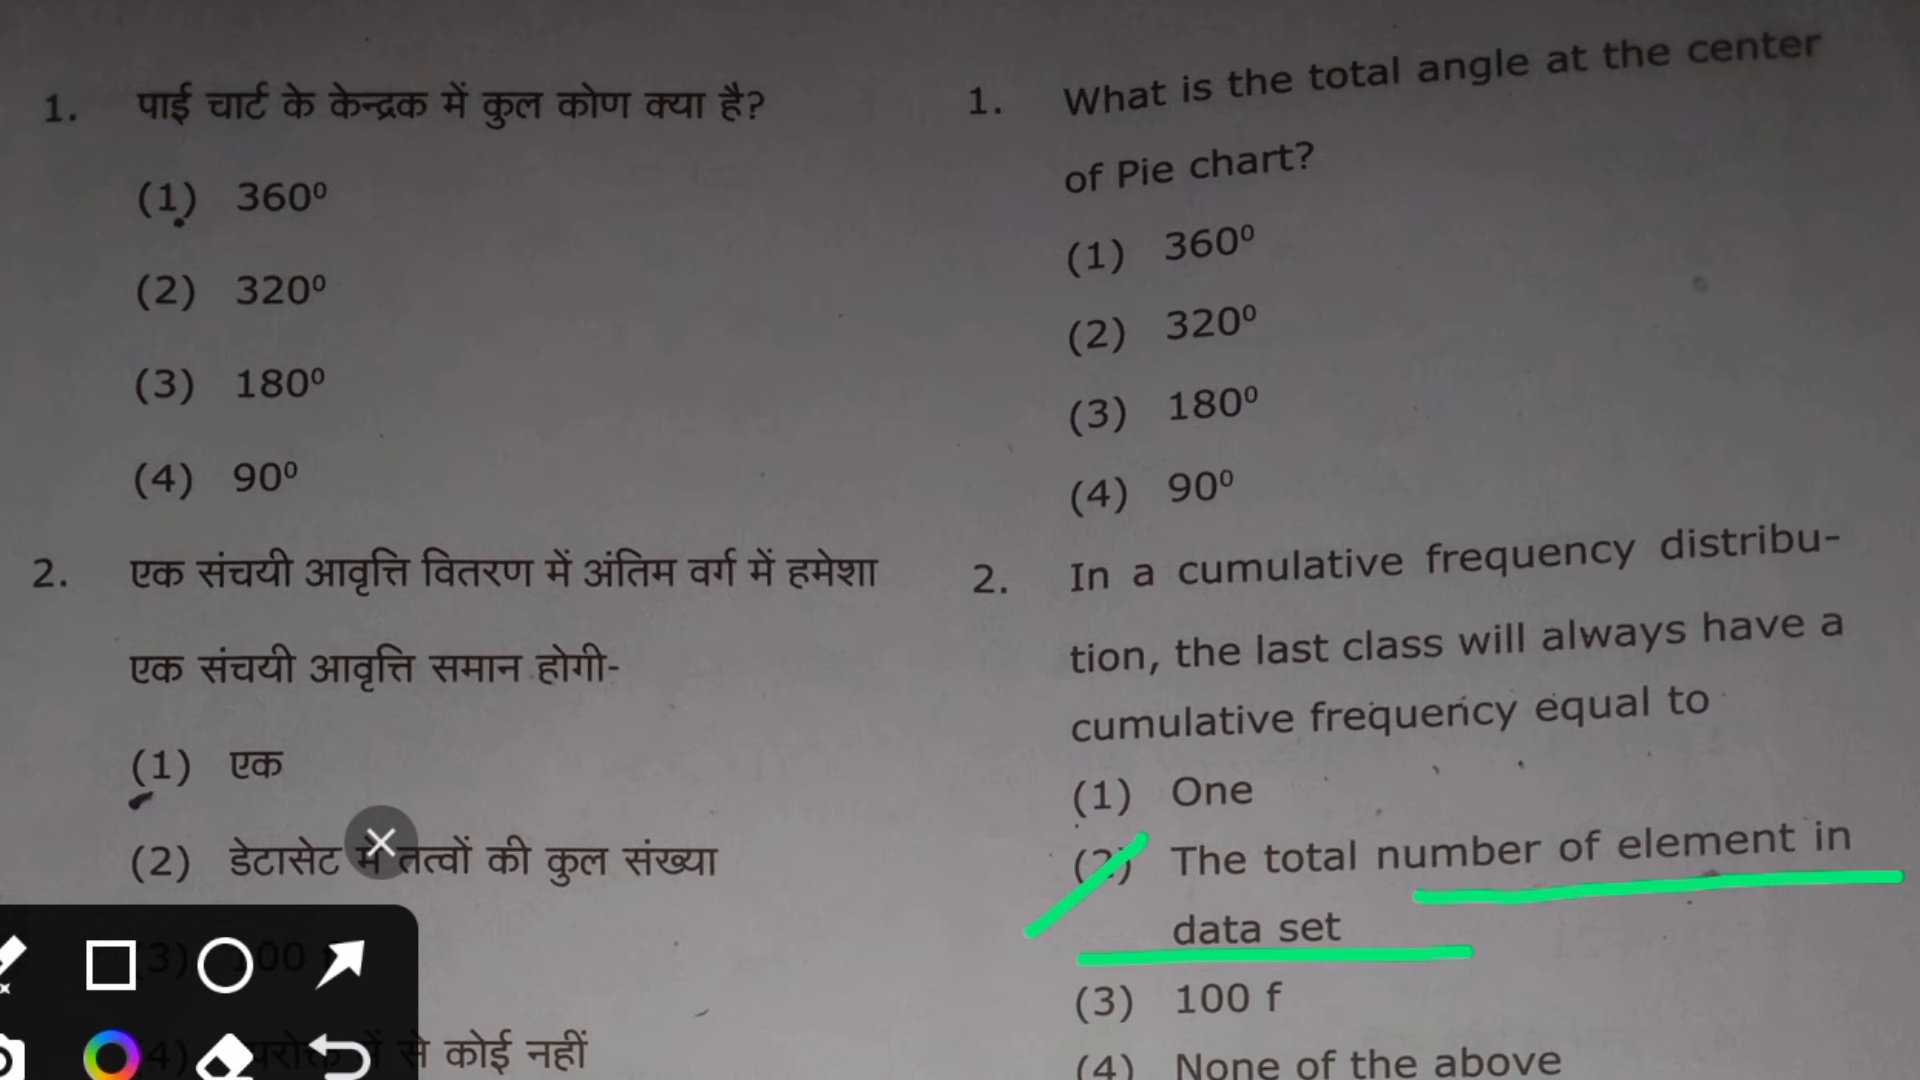 1. पाई चार्ट के केन्द्रक में कुल कोण क्या है?
(1) 360⁰
(2) 320⁰
(3) 180⁰
(4) 90⁰
2. एक संचयी आवृत्ति वितरण में अंतिम वर्ग में हमेशा
एक संचयी आवृत्ति समान होगी-
(1) एक
(2) डेटासेट में तत्वों की कुल संख्या
(3) 100
(4) से कोई नहीं
1. What is the total angle at the center
of Pie chart?
(1) 360⁰
(2) 320⁰
(3) 180⁰
(4) 90⁰
2. In a cumulative frequency distribu-
tion, the last class will always have a
cumulative frequency equal to
(1) One
(2) The total number of element in
data set
(3) 100 f
(4) None of the above